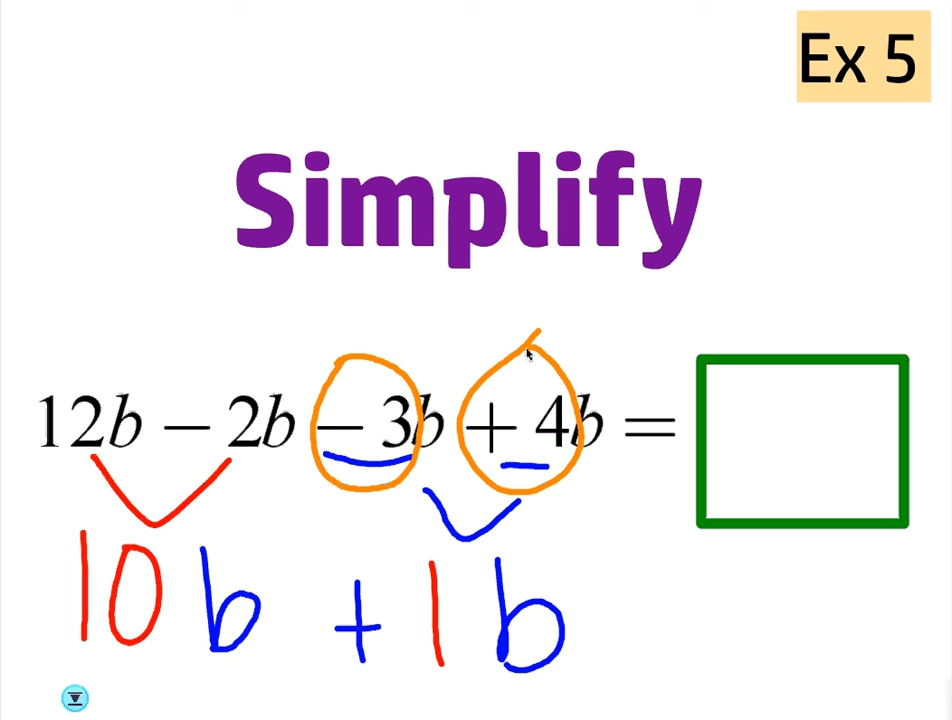 Ex 5
Simplify
12b − 2b − 3b + 4b =
10b + 1b